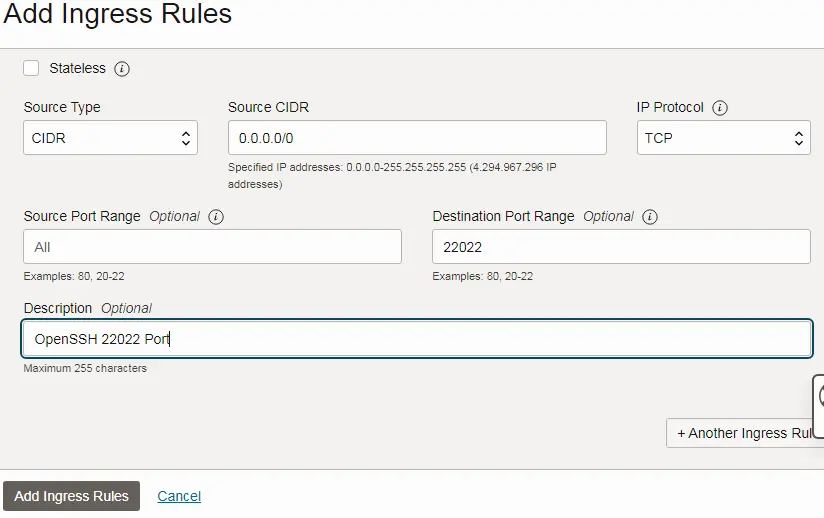 Add Ingress Rules
Stateless
Source Type
Source CIDR
IP Protocol
CIDR
0.0.0.0/0
TCP
Specified IP addresses: 0.0.0.0-255.255.255.255 (4.294.967.296 IP
addresses)
Source Port Range Optional
Destination Port Range Optional
All
22022
Examples: 80, 20-22
Examples: 80, 20-22
Description Optional
OpenSSH 22022 Port
Maximum 255 characters
+ Another Ingress Rul
Add Ingress Rules
Cancel